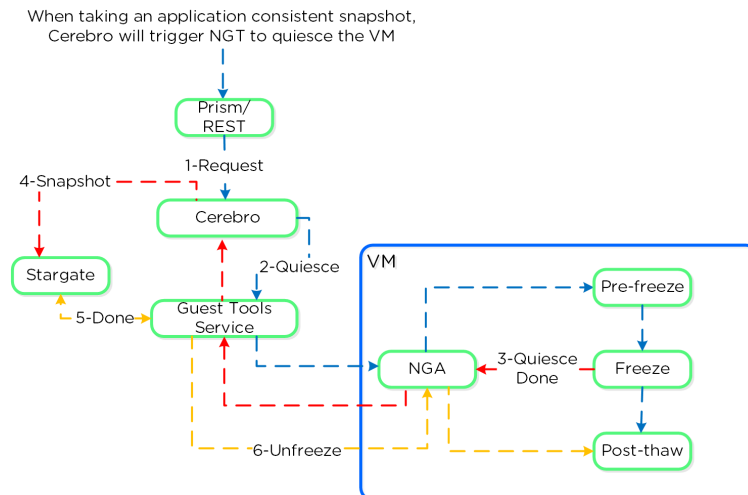 When taking an application consistent snapshot,
Cerebro will trigger NGT to quiesce the VM
Prism/
REST
1-Request
4-Snapshot
Cerebro
2-Quiesce
VM
Stargate
Pre-freeze
Guest Tools
Service
5-Done
3-Quiesce
Done
NGA
Freeze
6-Unfreeze
Post-thaw